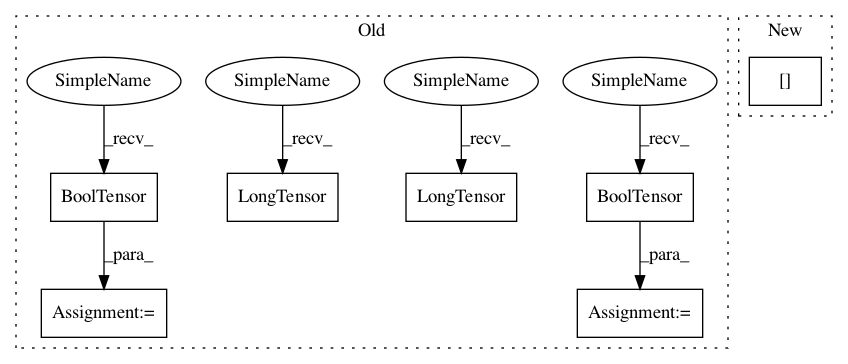 Old
New
SimpleName SimpleName SimpleName SimpleName []
_recv_ _recv_ _recv_ _recv_
BoolTensor LongTensor LongTensor BoolTensor
_para_ _para_
Assignment:= Assignment:=